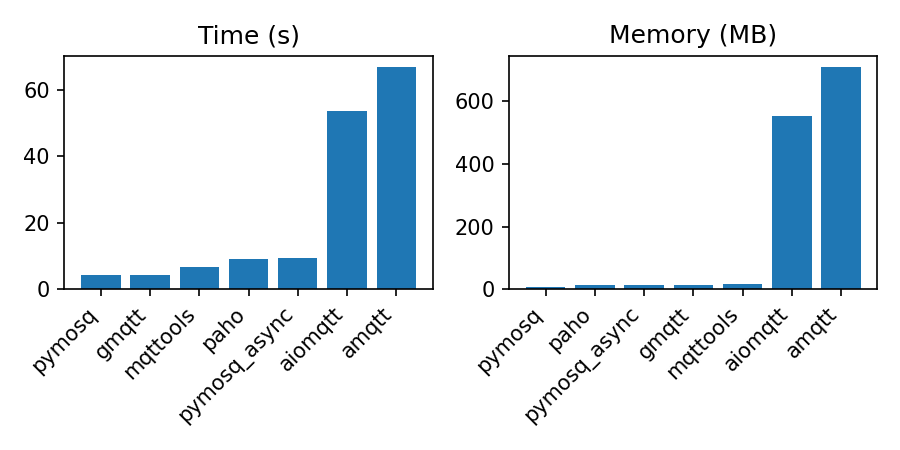 Time (s)
60
40
20
0
pymosq
gmqtt
mqttools
paho
pymosq_async
aiomqtt
amqtt
Memory (MB)
600
400
200
0
pymosq
paho
pymosq_async
gmqtt
mqttools
aiomqtt
amqtt